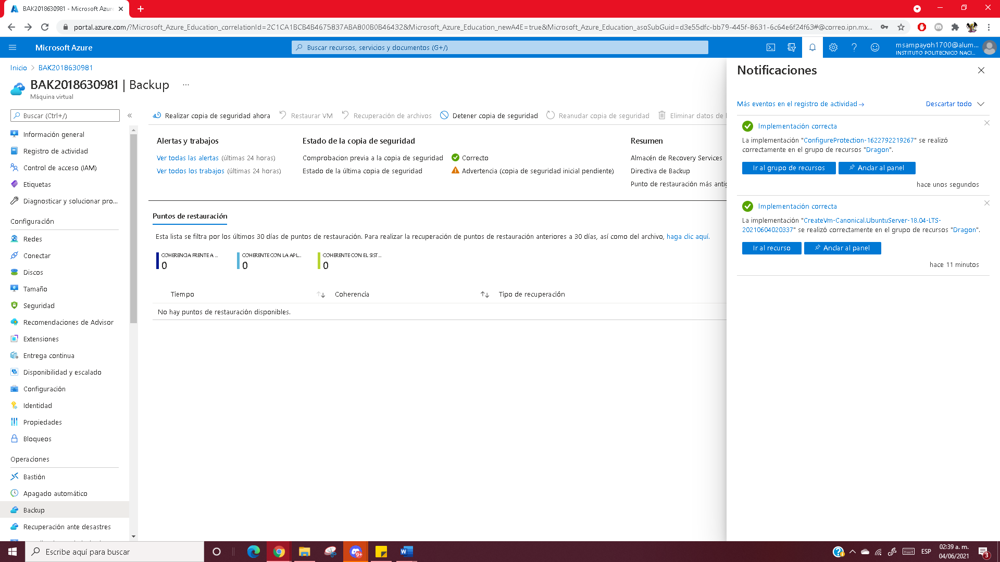 BAK2018630981 - Microsoft Azure
portal.azure.com/?Microsoft_Azure_Education_correlationId=2C1CA1BCB4B4675837ABA800B0B46432&Microsoft_Azure_Education_newA4E=true&Microsoft_Azure_Education_asoSubGuid=d3e55dfc-bb79-445f-8631-6c64e6f24f63#@correo.ipn.mx...
Microsoft Azure
Buscar recursos, servicios y documentos (G+/)
msampayoh1700@alum...
INSTITUTO POLITECNICO NACI...
Inicio > BAK2018630981
BAK2018630981 | Backup ...
Máquina virtual
Buscar (Ctrl+/)
Información general
Registro de actividad
Control de acceso (IAM)
Etiquetas
Diagnosticar y solucionar pro...
Configuración
Redes
Conectar
Discos
Tamaño
Seguridad
Recomendaciones de Advisor
Extensiones
Entrega continua
Disponibilidad y escalado
Configuración
Identidad
Propiedades
Bloqueos
Operaciones
Bastión
Apagado automático
Backup
Recuperación ante desastres
Realizar copia de seguridad ahora
Restaurar VM
Recuperación de archivos
Detener copia de seguridad
Reanudar copia de seguridad
Eliminar datos de
Alertas y trabajos
Ver todas las alertas (últimas 24 horas)
Ver todos los trabajos (últimas 24 horas)
Estado de la copia de seguridad
Comprobacion previa a la copia de seguridad Correcto
Estado de la última copia de seguridad Advertencia (copia de seguridad inicial pendiente)
Resumen
Almacén de Recovery Services
Directiva de Backup
Punto de restauración más
Puntos de restauración
Esta lista se filtra por los últimos 30 días de puntos de restauración. Para realizar la recuperación de puntos de restauración anteriores a 30 días, así como del archivo, haga clic aquí.
COHERENCIA FRENTE A ...
0
COHERENTE CON LA APL...
0
COHERENTE CON EL SIST...
0
Tiempo Coherencia Tipo de recuperación
No hay puntos de restauración disponibles.
Notificaciones
Más eventos en el registro de actividad →
Descartar todo
Implementación correcta
La implementación "ConfigureProtection-1622792219267" se realizó
correctamente en el grupo de recursos "Dragon".
Ir al grupo de recursos
Anclar al panel
hace unos segundos
Implementación correcta
La implementación "CreateVm-Canonical.UbuntuServer-18.04-LTS-
20210604020337" se realizó correctamente en el grupo de recursos "Dragon".
Ir al recurso
Anclar al panel
hace 11 minutos
Escribe aquí para buscar
9+
ESP
02:39 a. m.
04/06/2021
3